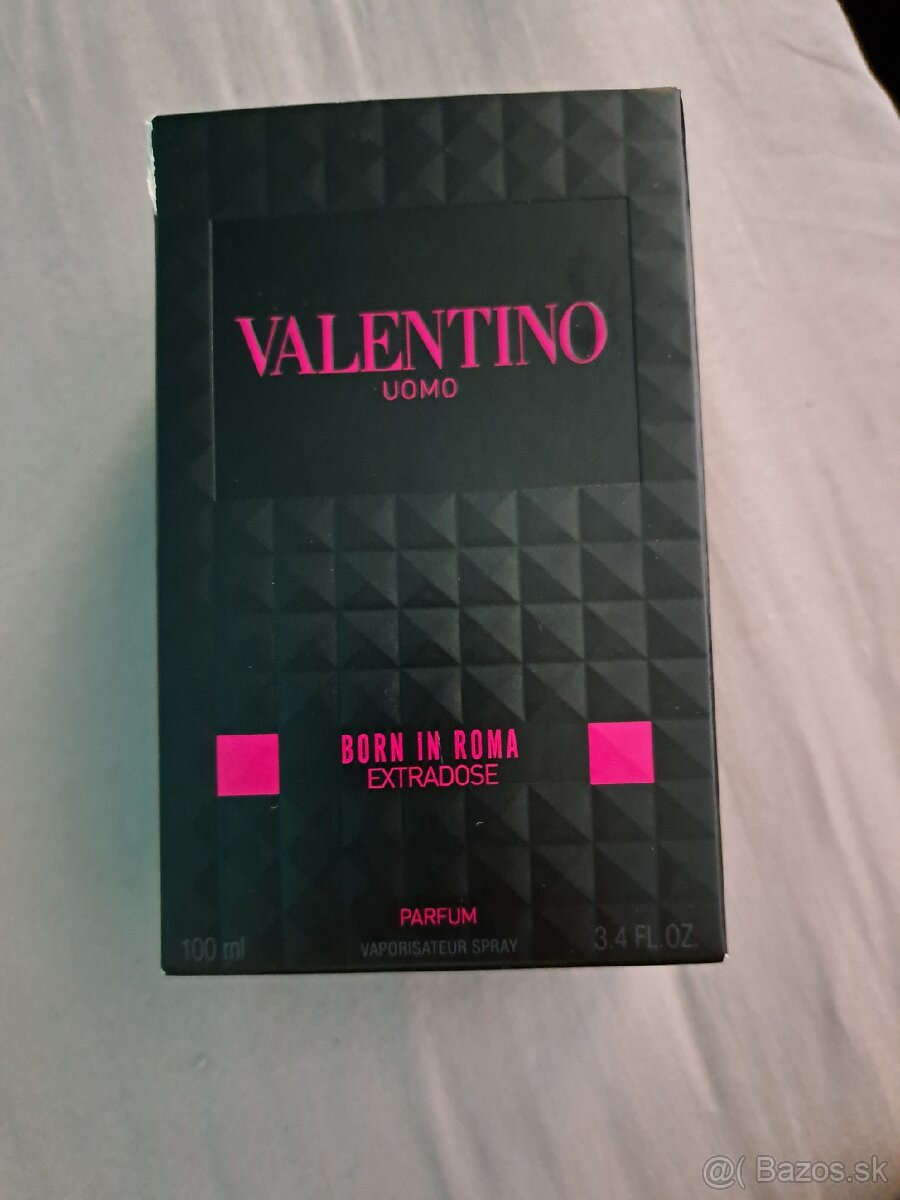 VALENTINO
UOMO
BORN IN ROMA
EXTRADOSE
PARFUM
100 ml
VAPORISATEUR SPRAY
3.4 FL.OZ.
@( Bazos.sk